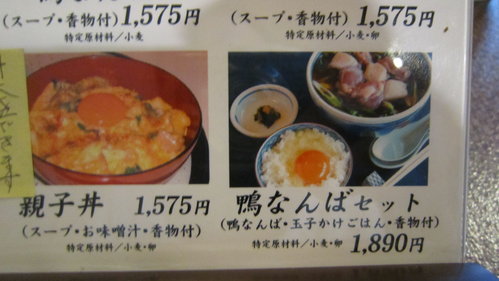 (スープ・香物付) 1,575円
特定原材料/小麦
(スープ・香物付) 1,575円
特定原材料/小麦・卵
親子丼 1,575円
(スープ・お味噌汁・香物付)
特定原材料/小麦・卵
鴨なんばセット
(鴨なんば・玉子かけごはん・香物付)
特定原材料/小麦・卵 1,890円